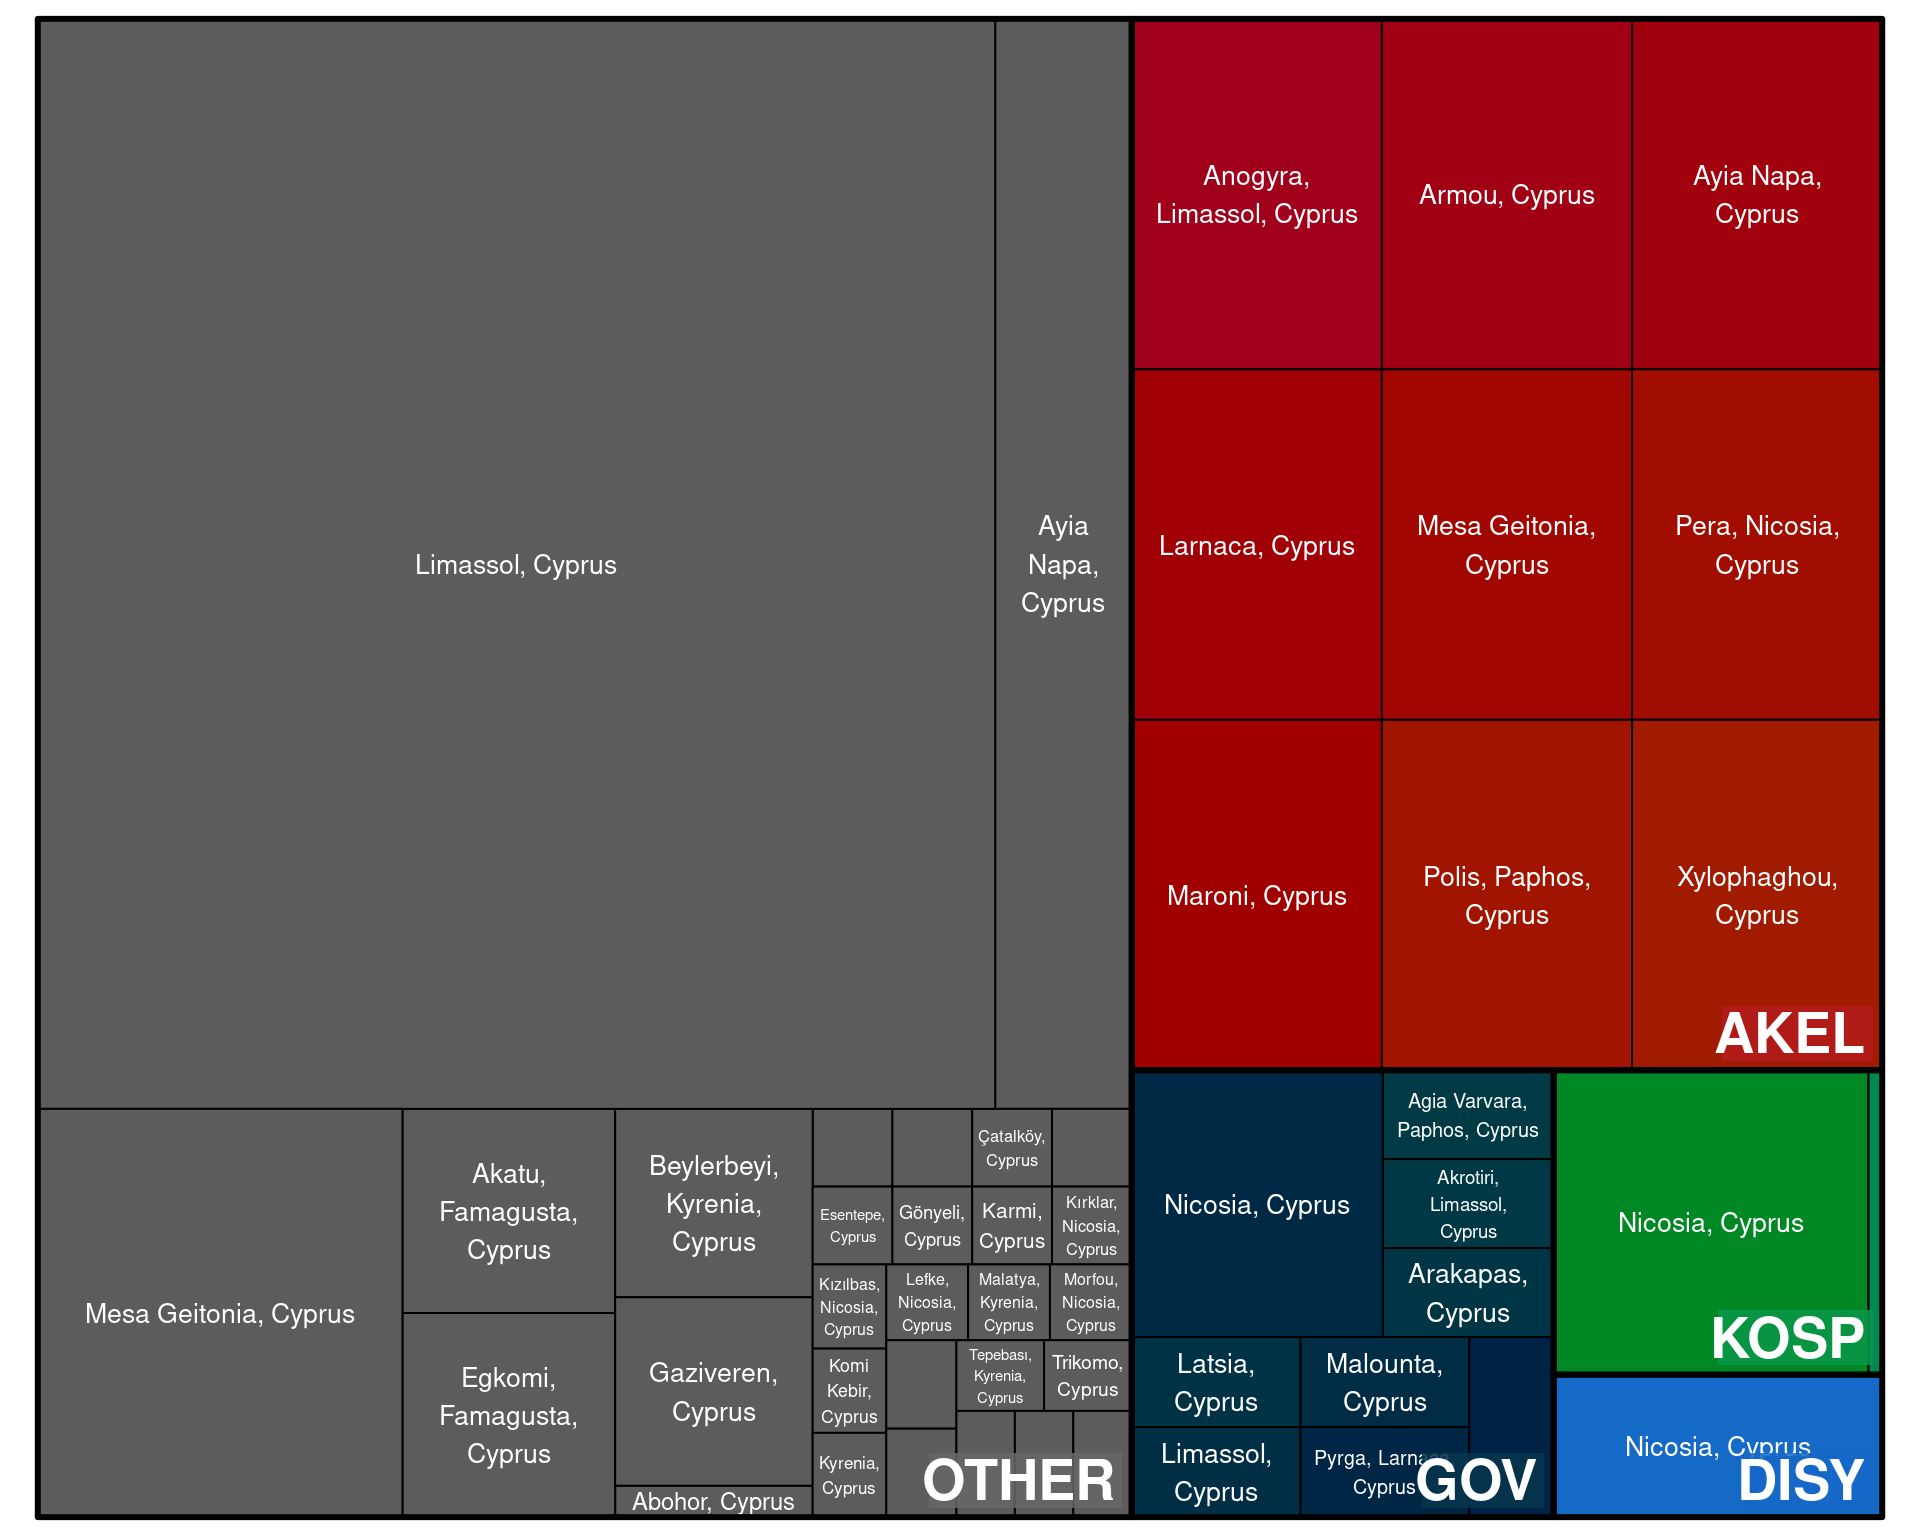 Limassol, Cyprus
Ayia
Napa,
Cyprus
Mesa Geitonia, Cyprus
Akatu,
Famagusta,
Cyprus
Egkomi,
Famagusta,
Cyprus
Beylerbeyi,
Kyrenia,
Cyprus
Gaziveren,
Cyprus
Abohor, Cyprus
Çatalköy,
Cyprus
Esentepe,
Cyprus
Gönyeli,
Cyprus
Karmi,
Cyprus
Kırklar,
Nicosia,
Cyprus
Kızılbas,
Nicosia,
Cyprus
Lefke,
Nicosia,
Cyprus
Malatya,
Kyrenia,
Cyprus
Morfou,
Nicosia,
Cyprus
Komi
Kebir,
Cyprus
Tepebası,
Kyrenia,
Cyprus
Trikomo,
Cyprus
Kyrenia,
Cyprus
OTHER
Anogyra,
Limassol, Cyprus
Armou, Cyprus
Ayia Napa,
Cyprus
Larnaca, Cyprus
Mesa Geitonia,
Cyprus
Pera, Nicosia,
Cyprus
Maroni, Cyprus
Polis, Paphos,
Cyprus
Xylophaghou,
Cyprus
AKEL
Nicosia, Cyprus
Agia Varvara,
Paphos, Cyprus
Akrotiri,
Limassol,
Cyprus
Arakapas,
Cyprus
Latsia,
Cyprus
Malounta,
Cyprus
Limassol,
Cyprus
Pyrga, Larnaca,
Cyprus
GOV
Nicosia, Cyprus
KOSP
Nicosia, Cyprus
DISY